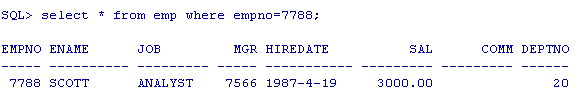 SQL> select * from emp where empno=7788;
EMPNO ENAME      JOB         MGR HIREDATE          SAL      COMM DEPTNO
----- ---------- --------- ----- ----------- --------- --------- ------
 7788 SCOTT      ANALYST    7566 1987-4-19     3000.00               20